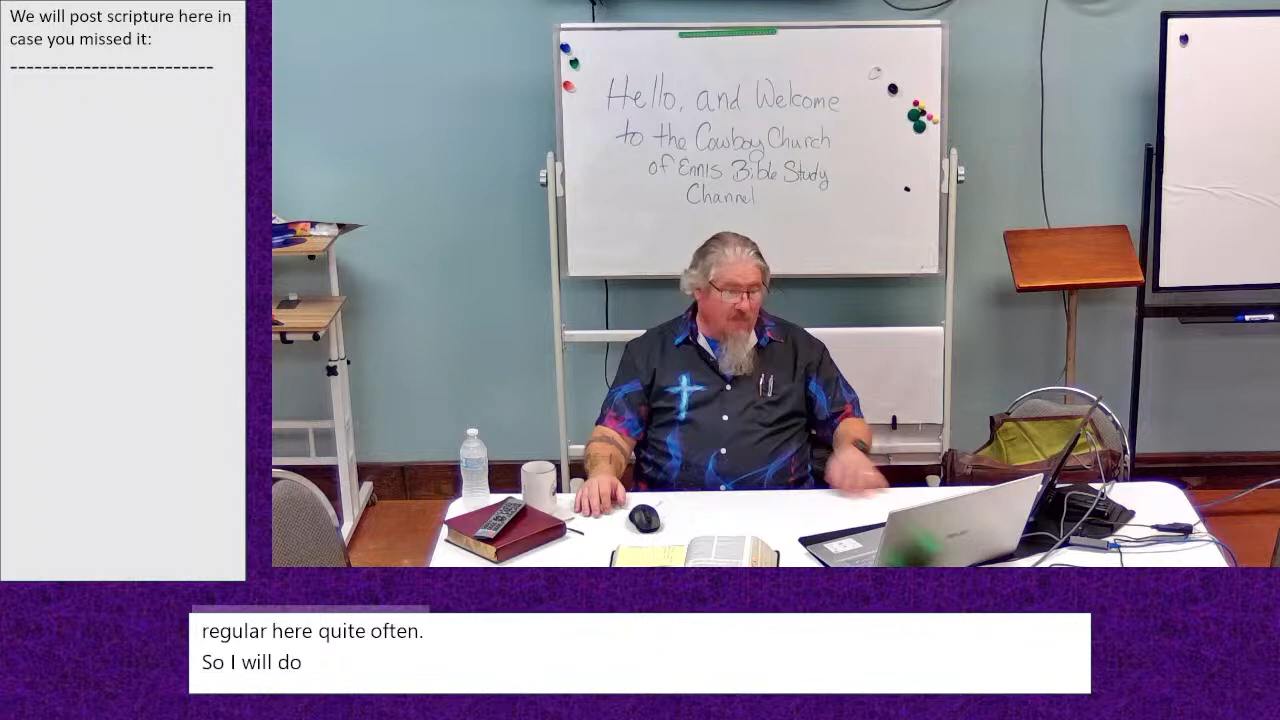 We will post scripture here in
case you missed it:
-------------------------
Hello, and Welcome
to the Cowboy Church
of Ennis Bible Study
Channel
regular here quite often.
So I will do